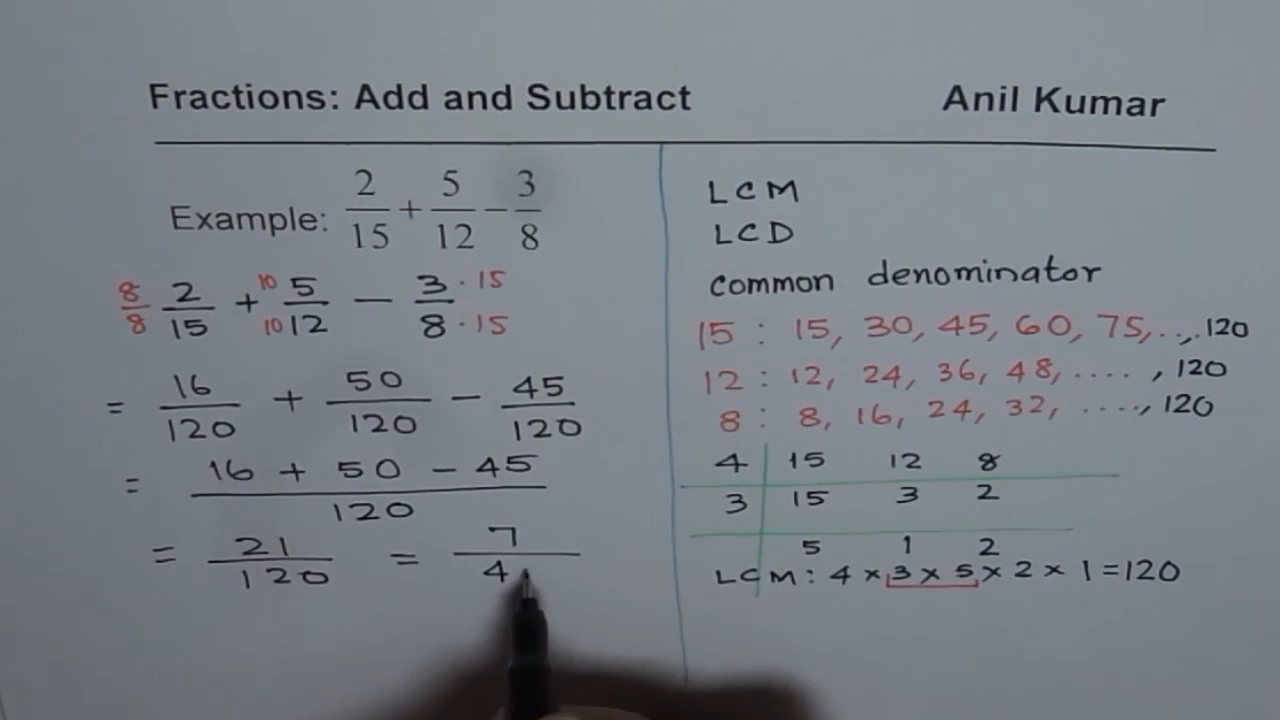 Fractions: Add and Subtract
Anil Kumar
Example: 2/15 + 5/12 − 3/8
8/8 2/15 + 10/10 5/12 − 3/8 · 15/15
= 16/120 + 50/120 − 45/120
= 16 + 50 − 45 / 120
= 21/120 = 7/4
LCM
LCD
common denominator
15 : 15, 30, 45, 60, 75, ..., 120
12 : 12, 24, 36, 48, ...., 120
8 : 8, 16, 24, 32, ...., 120
4 15 12 8
3 15 3 2
5 1 2
LCM : 4 × 3 × 5 × 2 × 1 = 120